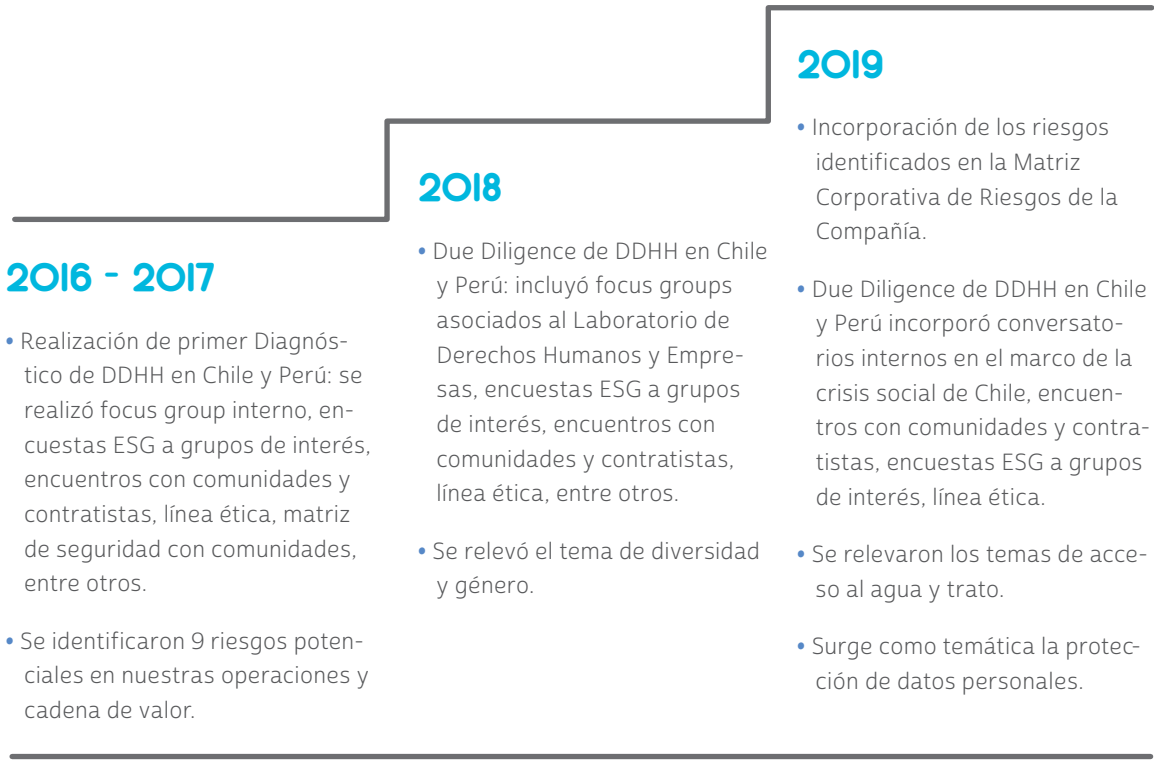 2016 - 2017
• Realización de primer Diagnós-
tico de DDHH en Chile y Perú: se
realizó focus group interno, en-
cuestas ESG a grupos de interés,
encuentros con comunidades y
contratistas, línea ética, matriz
de seguridad con comunidades,
entre otros.
• Se identificaron 9 riesgos poten-
ciales en nuestras operaciones y
cadena de valor.
2018
• Due Diligence de DDHH en Chile
y Perú: incluyó focus groups
asociados al Laboratorio de
Derechos Humanos y Empre-
sas, encuestas ESG a grupos
de interés, encuentros con
comunidades y contratistas,
línea ética, entre otros.
• Se relevó el tema de diversidad
y género.
2019
• Incorporación de los riesgos
identificados en la Matriz
Corporativa de Riesgos de la
Compañía.
• Due Diligence de DDHH en Chile
y Perú incorporó conversato-
rios internos en el marco de la
crisis social de Chile, encuen-
tros con comunidades y contra-
tistas, encuestas ESG a grupos
de interés, línea ética.
• Se relevaron los temas de acce-
so al agua y trato.
• Surge como temática la protec-
ción de datos personales.